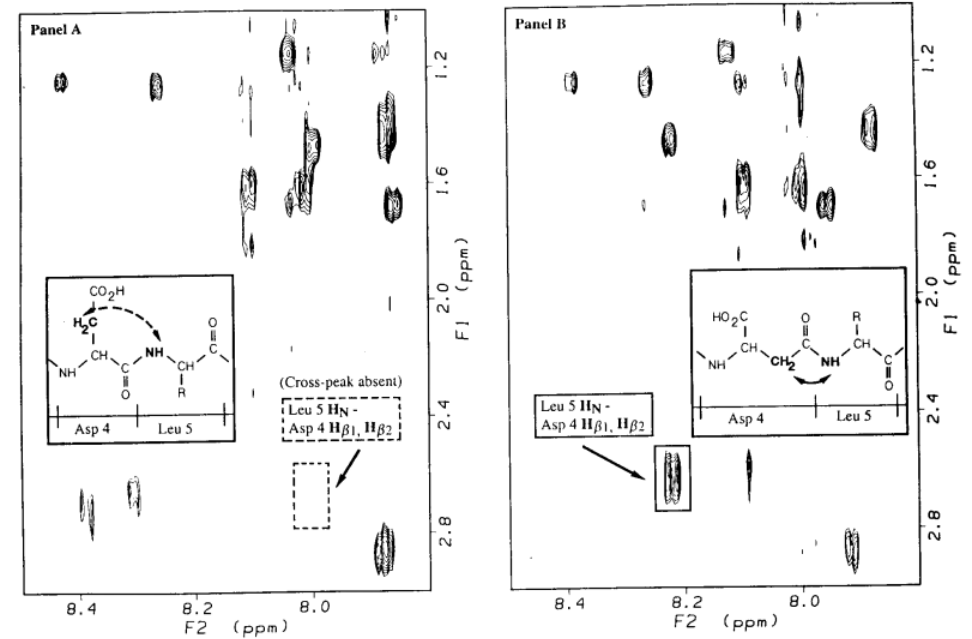 Panel A
1.2
1.6
2.0
2.4
2.8
F1 (ppm)
CO₂H
H₂C
NH
CH
C
O
NH
CH
R
C
O
Asp 4
Leu 5
(Cross-peak absent)
Leu 5 HN -
Asp 4 Hβ1, Hβ2
8.4
8.2
8.0
F2 (ppm)
Panel B
1.2
1.6
2.0
2.4
2.8
F1 (ppm)
HO₂C
NH
CH
CH₂
O
C
NH
R
CH
C
O
Asp 4
Leu 5
Leu 5 HN -
Asp 4 Hβ1, Hβ2
8.4
8.2
8.0
F2 (ppm)